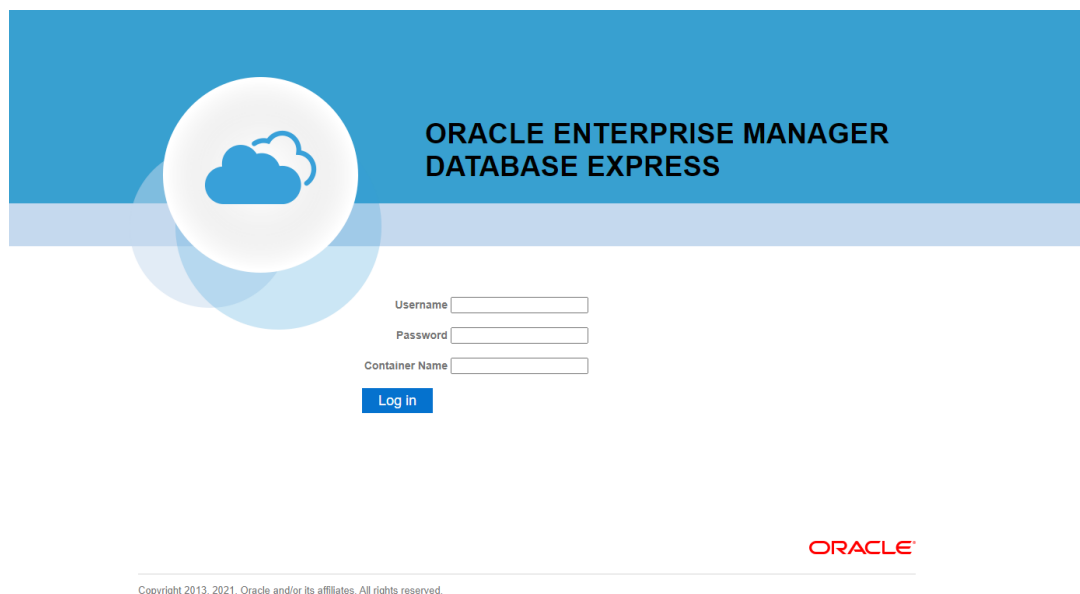 ORACLE ENTERPRISE MANAGER
DATABASE EXPRESS
Username
Password
Container Name
Log in
ORACLE
Copyright 2013, 2021, Oracle and/or its affiliates. All rights reserved.